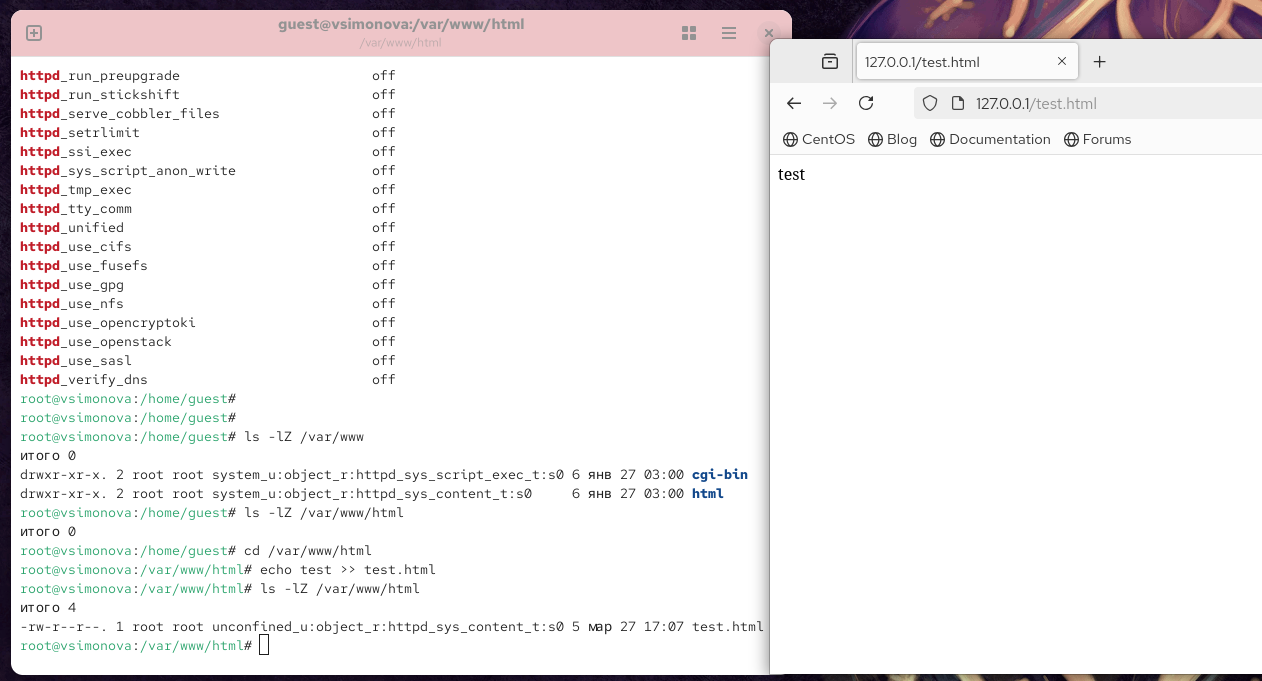 guest@vsimonova:/var/www/html
/var/www/html
httpd_run_preupgrade off
httpd_run_stickshift off
httpd_serve_cobbler_files off
httpd_setrlimit off
httpd_ssi_exec off
httpd_sys_script_anon_write off
httpd_tmp_exec off
httpd_tty_comm off
httpd_unified off
httpd_use_cifs off
httpd_use_fusefs off
httpd_use_gpg off
httpd_use_nfs off
httpd_use_opencryptoki off
httpd_use_openstack off
httpd_use_sasl off
httpd_verify_dns off
root@vsimonova:/home/guest#
root@vsimonova:/home/guest#
root@vsimonova:/home/guest# ls -lZ /var/www
итого 0
drwxr-xr-x. 2 root root system_u:object_r:httpd_sys_script_exec_t:s0 6 янв 27 03:00 cgi-bin
drwxr-xr-x. 2 root root system_u:object_r:httpd_sys_content_t:s0 6 янв 27 03:00 html
root@vsimonova:/home/guest# ls -lZ /var/www/html
итого 0
root@vsimonova:/home/guest# cd /var/www/html
root@vsimonova:/var/www/html# echo test >> test.html
root@vsimonova:/var/www/html# ls -lZ /var/www/html
итого 4
-rw-r--r--. 1 root root unconfined_u:object_r:httpd_sys_content_t:s0 5 мар 27 17:07 test.html
root@vsimonova:/var/www/html#
127.0.0.1/test.html
127.0.0.1/test.html
CentOS Blog Documentation Forums
test